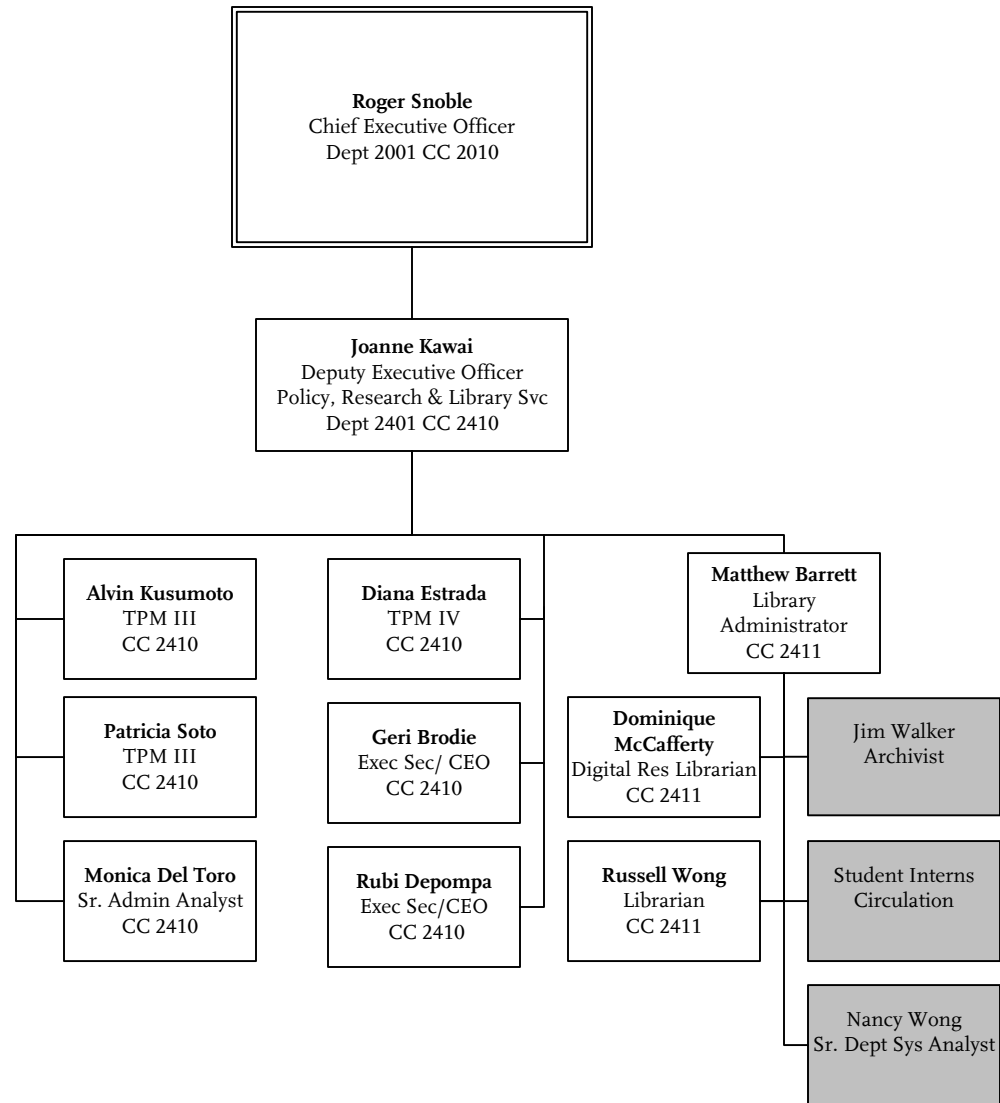 Roger Snoble
Chief Executive Officer
Dept 2001 CC 2010
Joanne Kawai
Deputy Executive Officer
Policy, Research & Library Svc
Dept 2401 CC 2410
Alvin Kusumoto
TPM III
CC 2410
Patricia Soto
TPM III
CC 2410
Monica Del Toro
Sr. Admin Analyst
CC 2410
Diana Estrada
TPM IV
CC 2410
Geri Brodie
Exec Sec/ CEO
CC 2410
Rubi Depompa
Exec Sec/CEO
CC 2410
Matthew Barrett
Library
Administrator
CC 2411
Dominique
McCafferty
Digital Res Librarian
CC 2411
Russell Wong
Librarian
CC 2411
Jim Walker
Archivist
Student Interns
Circulation
Nancy Wong
Sr. Dept Sys Analyst